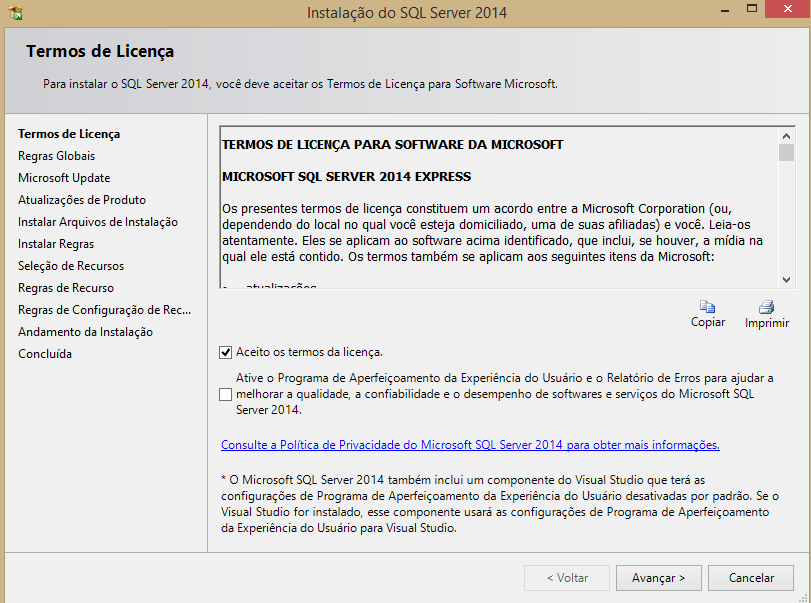 Instalação do SQL Server 2014
Termos de Licença
Para instalar o SQL Server 2014, você deve aceitar os Termos de Licença para Software Microsoft.
Termos de Licença
Regras Globais
Microsoft Update
Atualizações de Produto
Instalar Arquivos de Instalação
Instalar Regras
Seleção de Recursos
Regras de Recurso
Regras de Configuração de Rec...
Andamento da Instalação
Concluída
TERMOS DE LICENÇA PARA SOFTWARE DA MICROSOFT
MICROSOFT SQL SERVER 2014 EXPRESS
Os presentes termos de licença constituem um acordo entre a Microsoft Corporation (ou,
dependendo do local no qual você esteja domiciliado, uma de suas afiliadas) e você. Leia-os
atentamente. Eles se aplicam ao software acima identificado, que inclui, se houver, a mídia na
qual ele está contido. Os termos também se aplicam aos seguintes itens da Microsoft:
• atualizações
Copiar
Imprimir
Aceito os termos da licença.
Ative o Programa de Aperfeiçoamento da Experiência do Usuário e o Relatório de Erros para ajudar a
melhorar a qualidade, a confiabilidade e o desempenho de softwares e serviços do Microsoft SQL
Server 2014.
Consulte a Política de Privacidade do Microsoft SQL Server 2014 para obter mais informações.
* O Microsoft SQL Server 2014 também inclui um componente do Visual Studio que terá as
configurações de Programa de Aperfeiçoamento da Experiência do Usuário desativadas por padrão. Se o
Visual Studio for instalado, esse componente usará as configurações de Programa de Aperfeiçoamento
da Experiência do Usuário para Visual Studio.
< Voltar
Avançar >
Cancelar